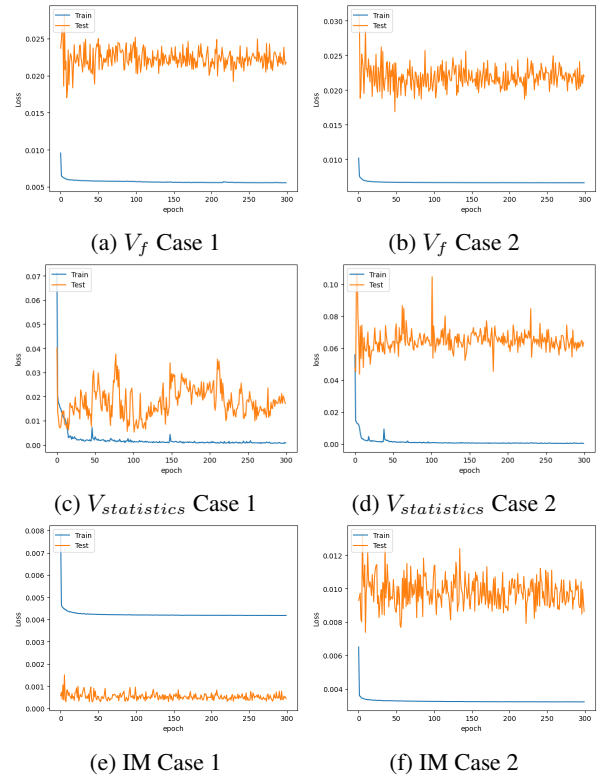 Train
Test
0.025
0.020
0.015
0.010
0.005
Loss
0 50 100 150 200 250 300
epoch
(a) V_f Case 1
Train
Test
0.030
0.025
0.020
0.015
0.010
Loss
0 50 100 150 200 250 300
epoch
(b) V_f Case 2
Train
Test
0.07
0.06
0.05
0.04
0.03
0.02
0.01
0.00
loss
0 50 100 150 200 250 300
epoch
(c) V_{statistics} Case 1
Train
Test
0.10
0.08
0.06
0.04
0.02
0.00
loss
0 50 100 150 200 250 300
epoch
(d) V_{statistics} Case 2
Train
Test
0.008
0.007
0.006
0.005
0.004
0.003
0.002
0.001
0.000
Loss
0 50 100 150 200 250 300
epoch
(e) IM Case 1
Train
Test
0.012
0.010
0.008
0.006
0.004
Loss
0 50 100 150 200 250 300
epoch
(f) IM Case 2